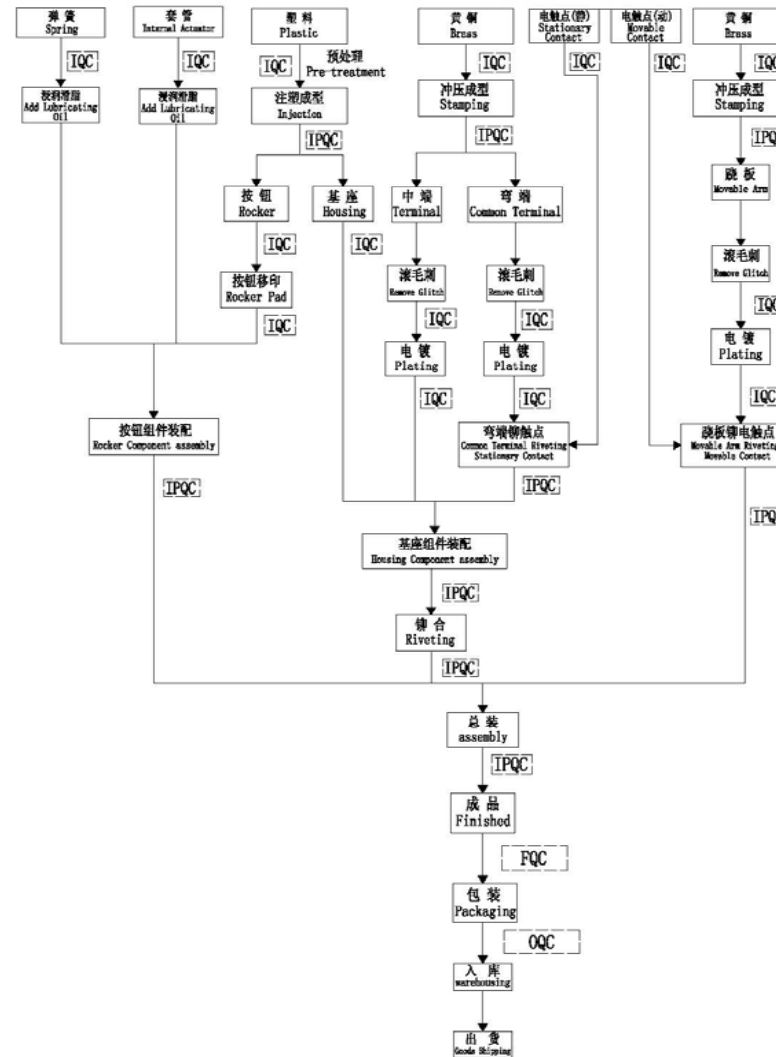 弹 簧
Spring
套 管
Internal Actuator
塑 料
Plastic
黄 铜
Brass
电触点(静)
Stationary
Contact
电触点(动)
Movable
Contact
黄 铜
Brass
IQC
IQC
IQC
预处理
Pre treatment
IQC
IQC
IQC
IQC
浸润滑脂
Add Lubricating
Oil
浸润滑脂
Add Lubricating
Oil
注塑成型
Injection
冲压成型
Stamping
冲压成型
Stamping
IPQC
IPQC
IPQ
按 钮
Rocker
基 座
Housing
中 端
Terminal
弯 端
Common Terminal
跷 板
Movable Arm
IQC
IQC
按钮移印
Rocker Pad
滚毛刺
Remove Glitch
滚毛刺
Remove Glitch
滚毛刺
Remove Glitch
IQC
IQC
IQC
IQC
电 镀
Plating
电 镀
Plating
电 镀
Plating
IQC
IQC
IQC
按钮组件装配
Rocker Component assembly
弯端铆触点
Common Terminal Riveting
Stationary Contact
跷板铆电触点
Movable Arm Riveting
Movable Contact
IPQC
IPQC
IPQ
基座组件装配
Housing Component assembly
IPQC
铆 合
Riveting
IPQC
总 装
assembly
IPQC
成 品
Finished
FQC
包 装
Packaging
OQC
入 库
warehousing
出 货
Goods Shipping